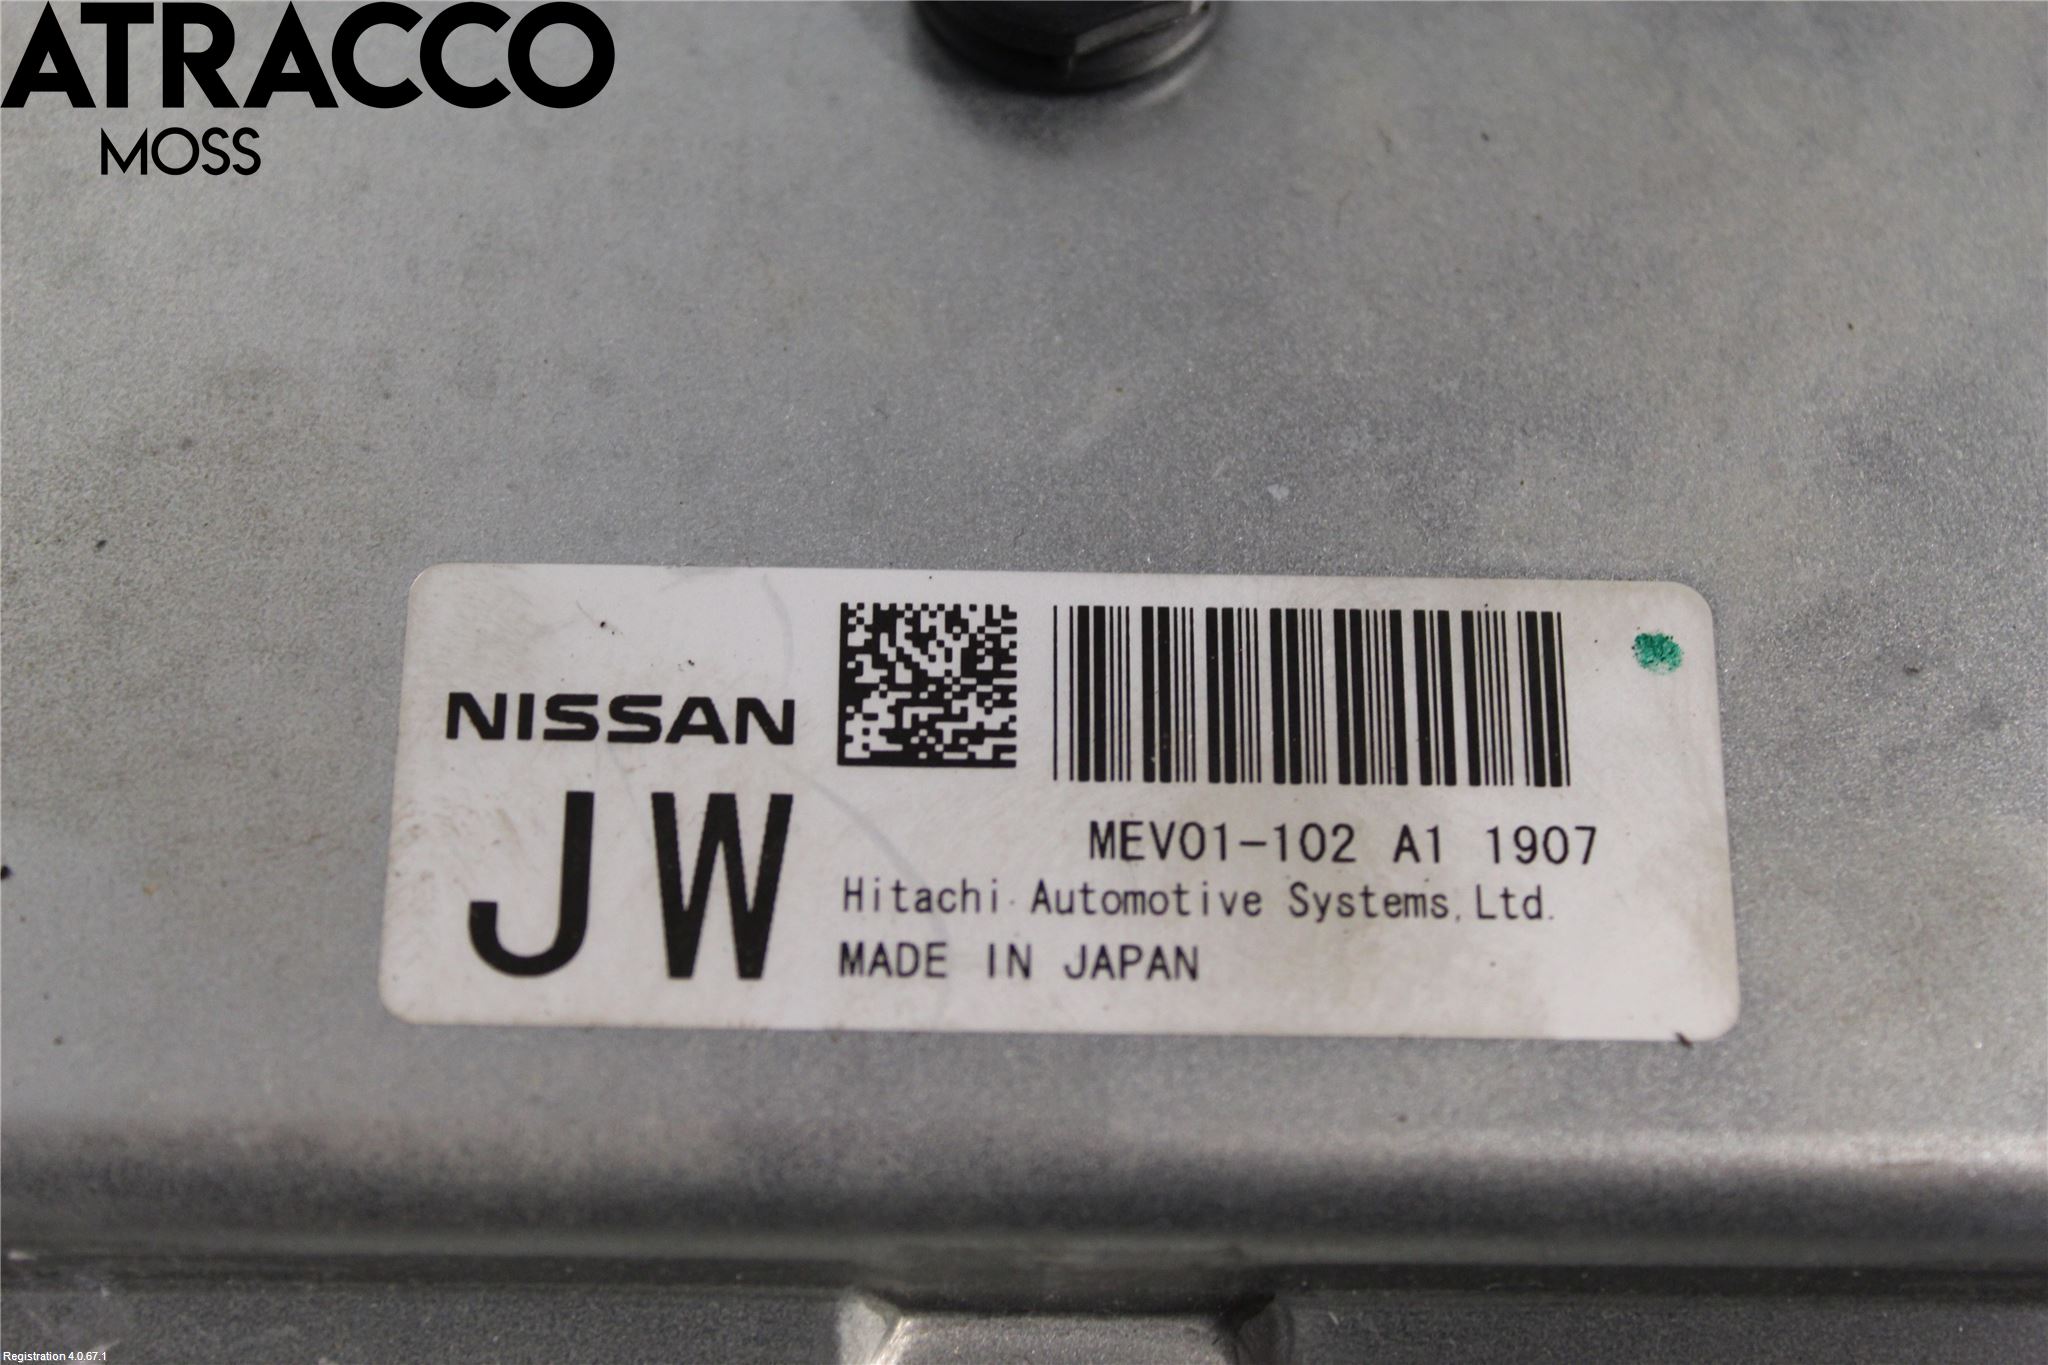 ATRACCO
MOSS
NISSAN
JW
MEV01-102 A1 1907
Hitachi Automotive Systems, Ltd.
MADE IN JAPAN
Registration 4.0.67.1